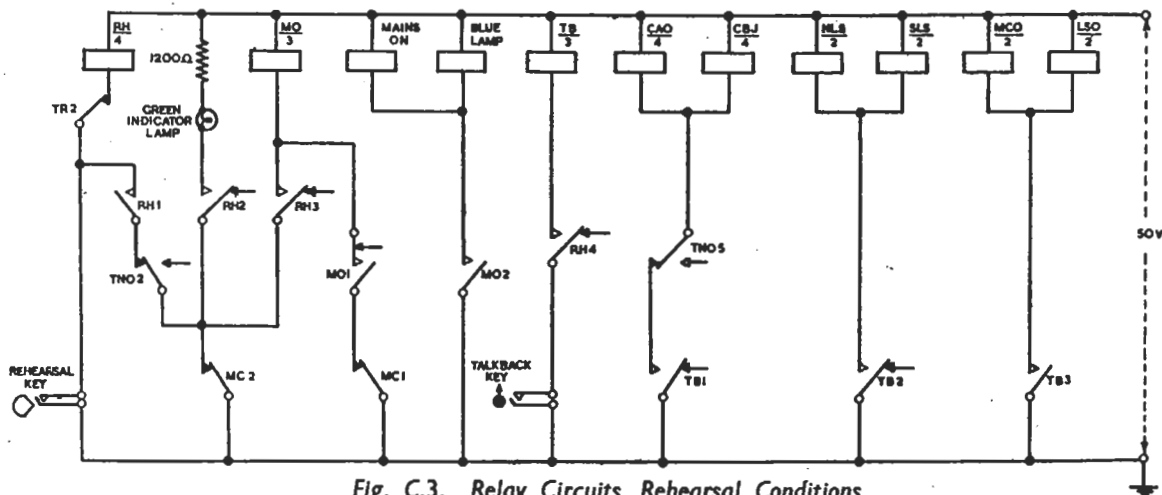 RH
4
1200Ω
MO
3
MAINS
ON
BLUE
LAMP
TB
3
CAO
4
CBJ
4
NLS
2
SLS
2
MCO
2
LSO
2
TR2
GREEN
INDICATOR
LAMP
RH1
RH2
RH3
RH4
TNO5
50V
TNO2
MO1
MO2
REHEARSAL
KEY
MC2
MC1
TALKBACK
KEY
TB1
TB2
TB3
Fig. C.3. Relay Circuits, Rehearsal Conditions